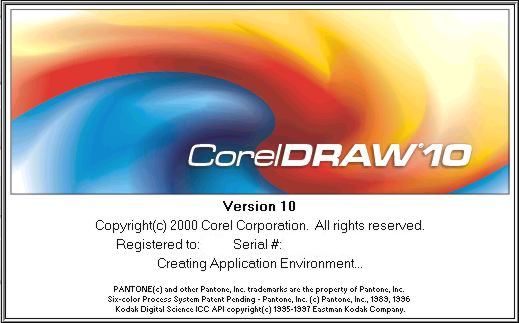 CorelDRAW®10
Version 10
Copyright(c) 2000 Corel Corporation. All rights reserved.
Registered to: Serial #:
Creating Application Environment...
PANTONE(c) and other Pantone, Inc. trademarks are the property of Pantone, Inc.
Six-color Process System Patent Pending - Pantone, Inc. (c) Pantone, Inc., 1989, 1996
Kodak Digital Science ICC API copyright(c) 1995-1997 Eastman Kodak Company.